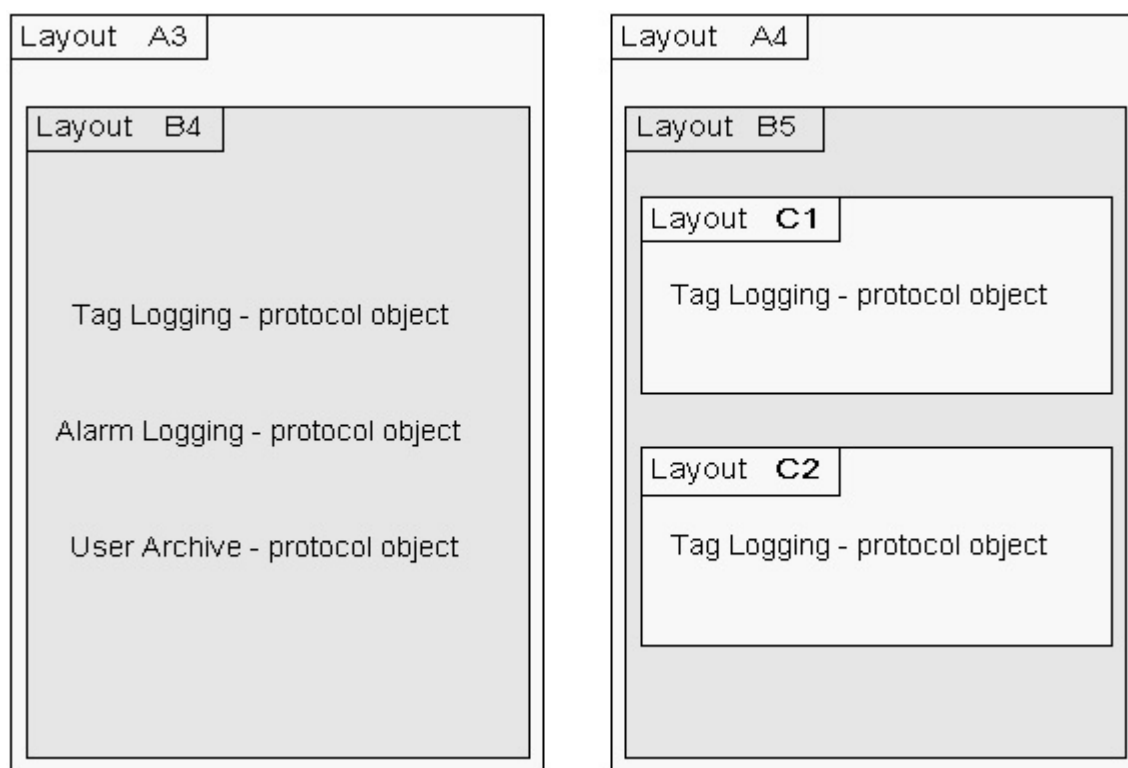 Layout A3
Layout B4
Tag Logging - protocol object
Alarm Logging - protocol object
User Archive - protocol object
Layout A4
Layout B5
Layout C1
Tag Logging - protocol object
Layout C2
Tag Logging - protocol object